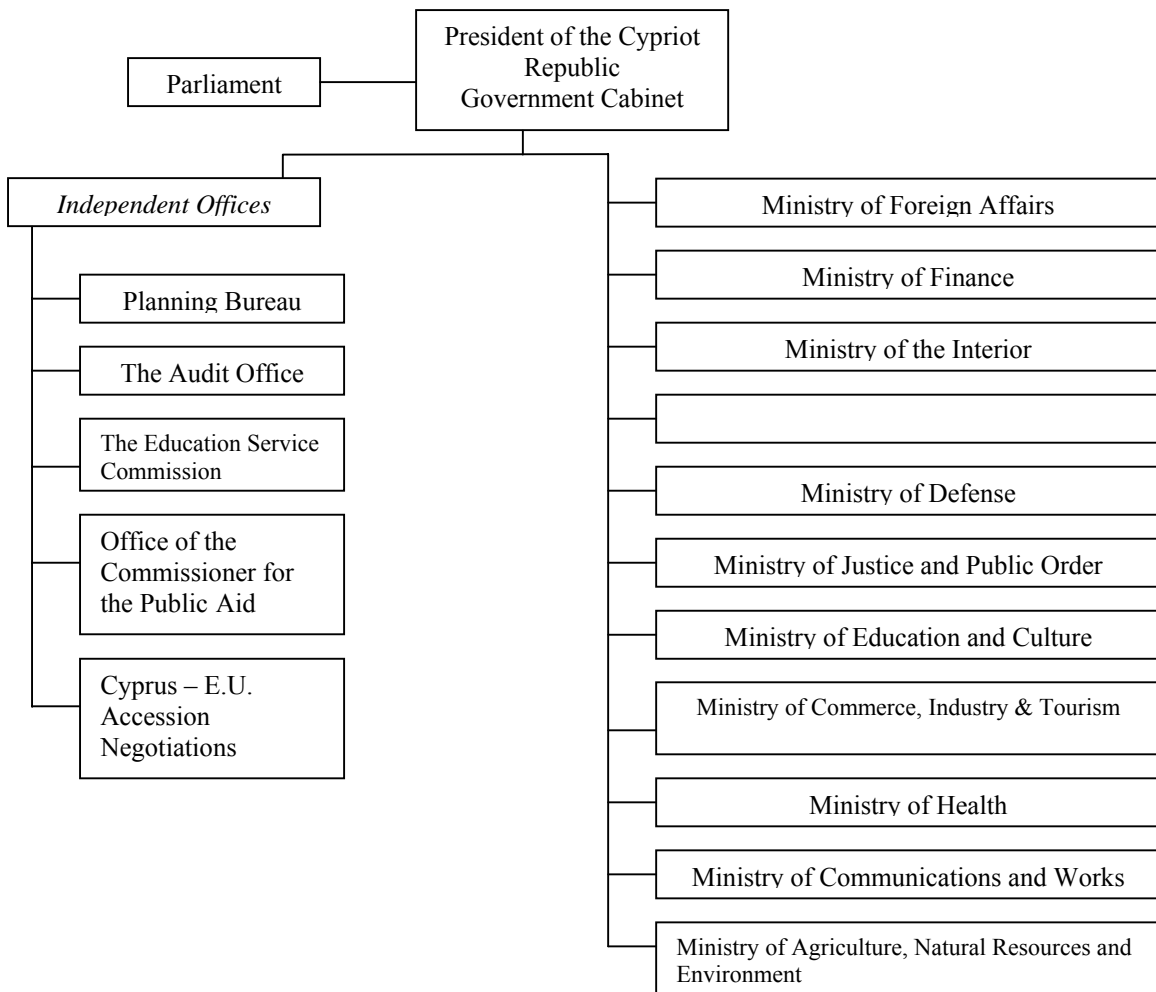 President of the Cypriot
Republic
Government Cabinet
Parliament
Independent Offices
Planning Bureau
The Audit Office
The Education Service
Commission
Office of the
Commissioner for
the Public Aid
Cyprus – E.U.
Accession
Negotiations
Ministry of Foreign Affairs
Ministry of Finance
Ministry of the Interior
Ministry of Defense
Ministry of Justice and Public Order
Ministry of Education and Culture
Ministry of Commerce, Industry & Tourism
Ministry of Health
Ministry of Communications and Works
Ministry of Agriculture, Natural Resources and
Environment